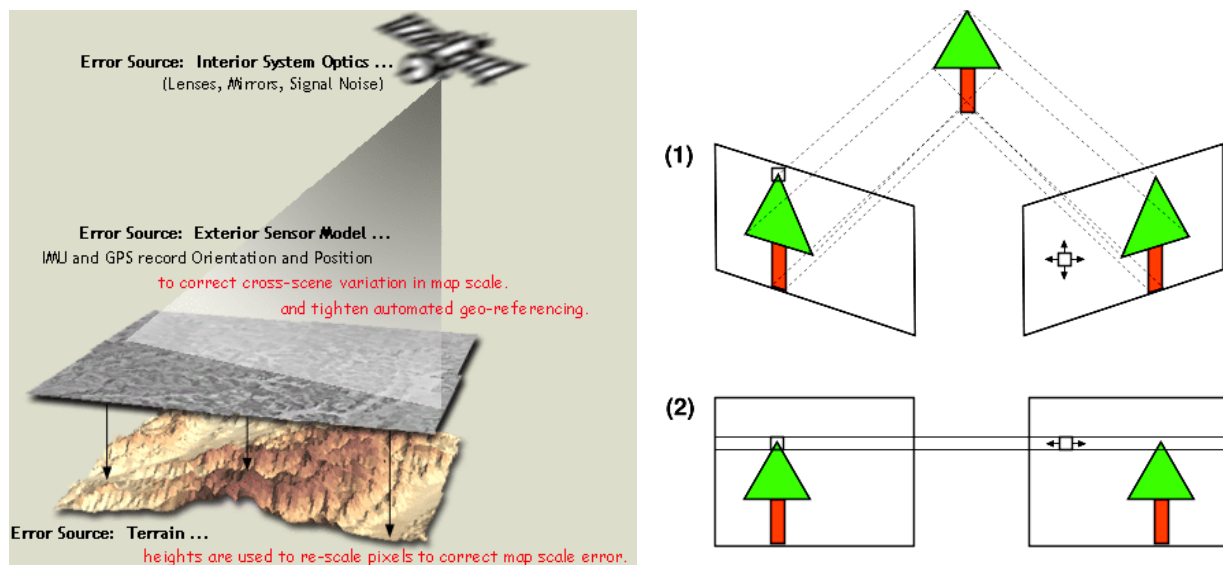 Error Source: Interior System Optics ...
(Lenses, Mirrors, Signal Noise)
Error Source: Exterior Sensor Model ...
IMU and GPS record Orientation and Position
to correct cross-scene variation in map scale.
and tighten automated geo-referencing.
Error Source: Terrain ...
heights are used to re-scale pixels to correct map scale error.
(1)
(2)